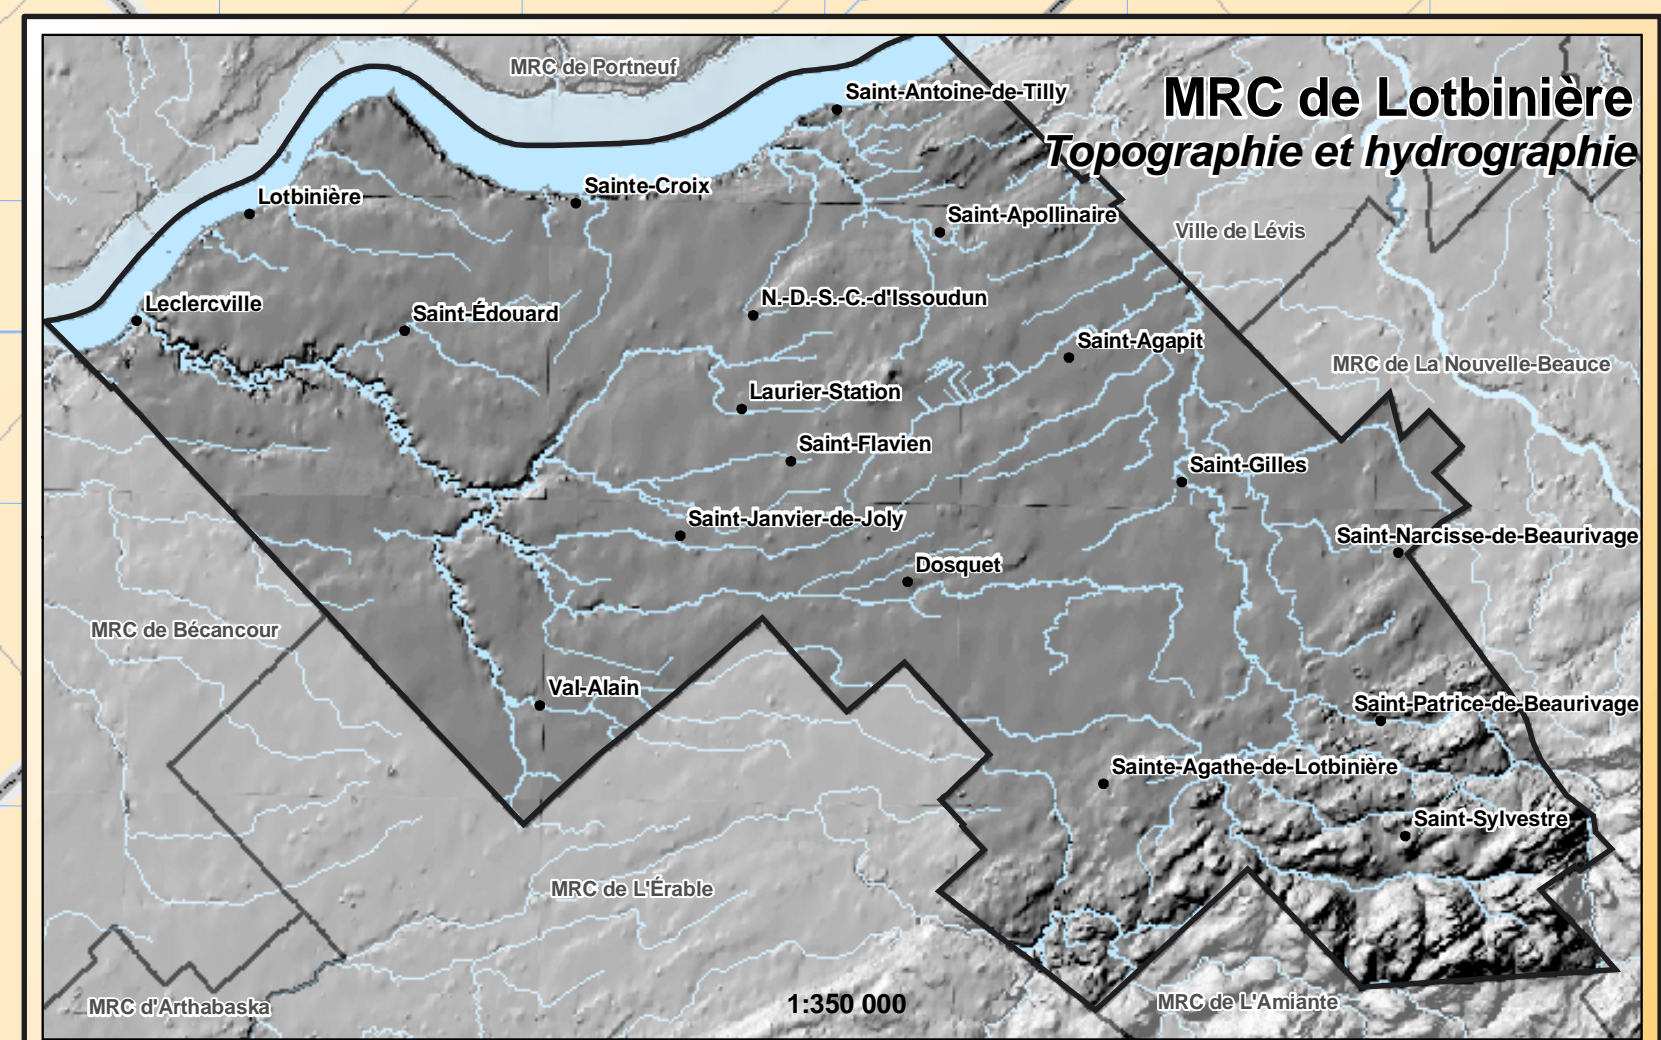 MRC de Lotbinière
Topographie et hydrographie
MRC de Portneuf
Saint-Antoine-de-Tilly
Sainte-Croix
Lotbinière
Saint-Apollinaire
Ville de Lévis
Leclercville
Saint-Édouard
N.-D.-S.-C.-d'Issoudun
Saint-Agapit
MRC de La Nouvelle-Beauce
Laurier-Station
Saint-Flavien
Saint-Gilles
Saint-Janvier-de-Joly
Saint-Narcisse-de-Beaurivage
Dosquet
MRC de Bécancour
Val-Alain
Saint-Patrice-de-Beaurivage
Sainte-Agathe-de-Lotbinière
Saint-Sylvestre
MRC de L'Érable
MRC d'Arthabaska
1:350 000
MRC de L'Amiante